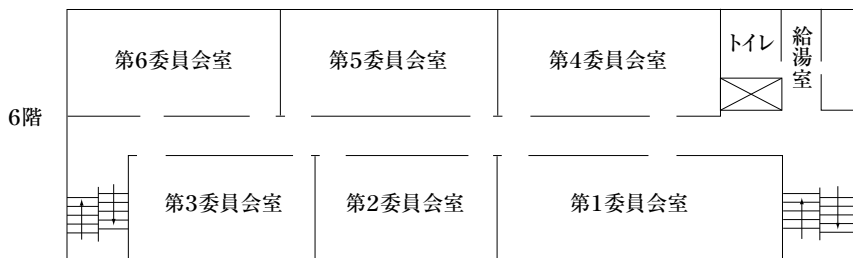 第6委員会室
第5委員会室
第4委員会室
トイレ
給湯室
6階
第3委員会室
第2委員会室
第1委員会室